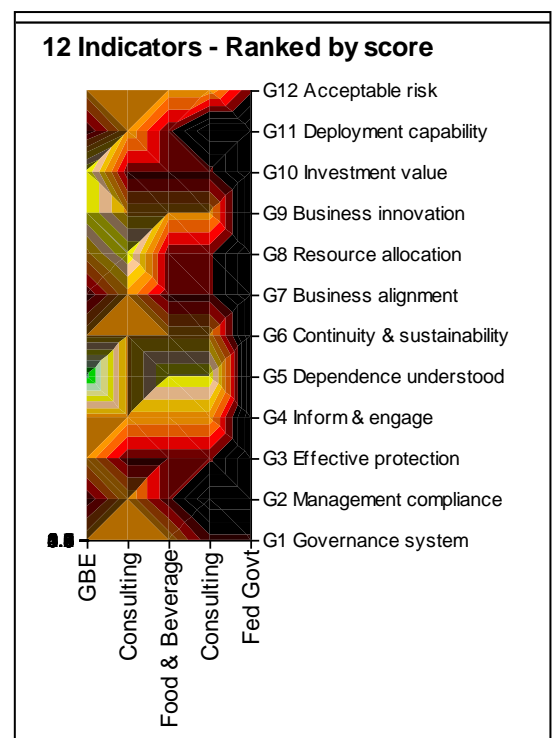 12 Indicators - Ranked by score
G12 Acceptable risk
G11 Deployment capability
G10 Investment value
G9 Business innovation
G8 Resource allocation
G7 Business alignment
G6 Continuity & sustainability
G5 Dependence understood
G4 Inform & engage
G3 Effective protection
G2 Management compliance
G1 Governance system
GBE
Consulting
Food & Beverage
Consulting
Fed Govt